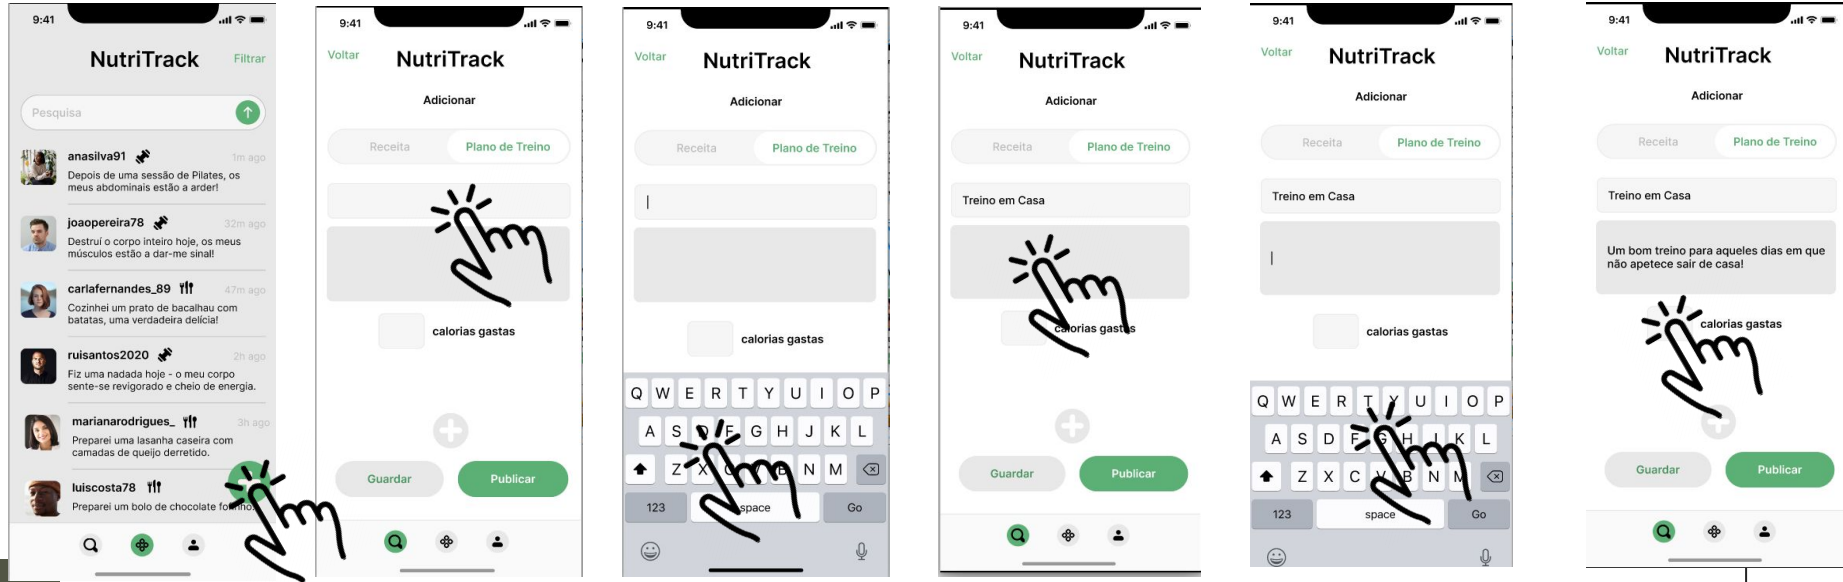 9:41
NutriTrack
Filtrar
Pesquisa
anasilva91
1m ago
Depois de uma sessão de Pilates, os
meus abdominais estão a arder!
joaopereira78
32m ago
Destruí o corpo inteiro hoje, os meus
músculos estão a dar-me sinal!
carlafernandes_89
47m ago
Cozinhei um prato de bacalhau com
batatas, uma verdadeira delícia!
ruisantos2020
2h ago
Fiz uma nadada hoje - o meu corpo
sente-se revigorado e cheio de energia.
marianarodrigues_
3h ago
Preparei uma lasanha caseira com
camadas de queijo derretido.
luiscosta78
Preparei um bolo de chocolate
9:41
Voltar
NutriTrack
Adicionar
Receita
Plano de Treino
calorias gastas
Guardar
Publicar
9:41
Voltar
NutriTrack
Adicionar
Receita
Plano de Treino
calorias gastas
Q W E R T Y U I O P
A S D F G H J K L
Z X C V B N M
123
space
Go
9:41
Voltar
NutriTrack
Adicionar
Receita
Plano de Treino
Treino em Casa
calorias gastas
Guardar
Publicar
9:41
Voltar
NutriTrack
Adicionar
Receita
Plano de Treino
Treino em Casa
calorias gastas
Q W E R T Y U I O P
A S D F G H J K L
Z X C V B N M
123
space
Go
9:41
Voltar
NutriTrack
Adicionar
Receita
Plano de Treino
Treino em Casa
Um bom treino para aqueles dias em que
não apetece sair de casa!
calorias gastas
Guardar
Publicar